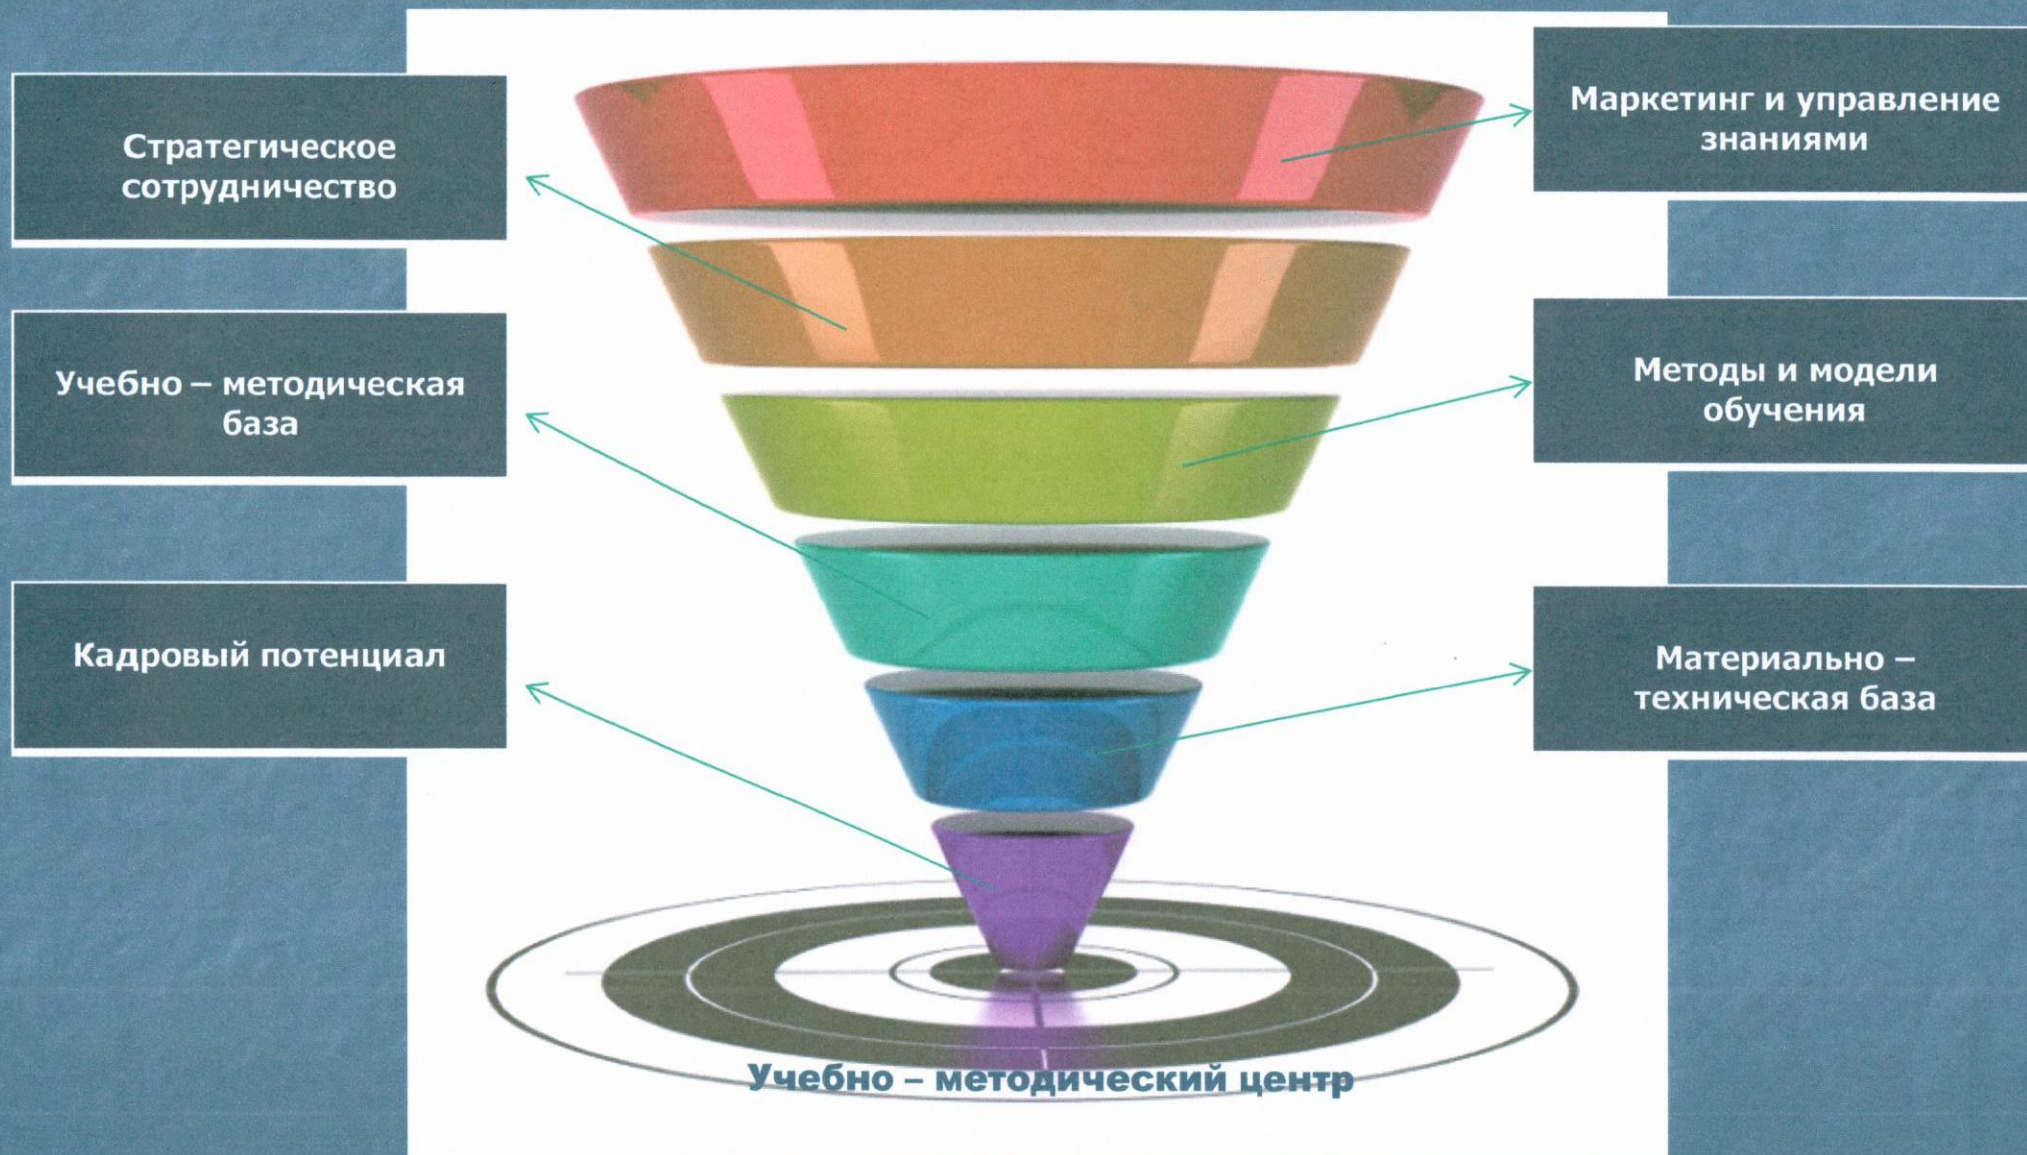 Стратегическое
сотрудничество
Учебно – методическая
база
Кадровый потенциал
Маркетинг и управление
знаниями
Методы и модели
обучения
Материально –
техническая база
Учебно – методический центр